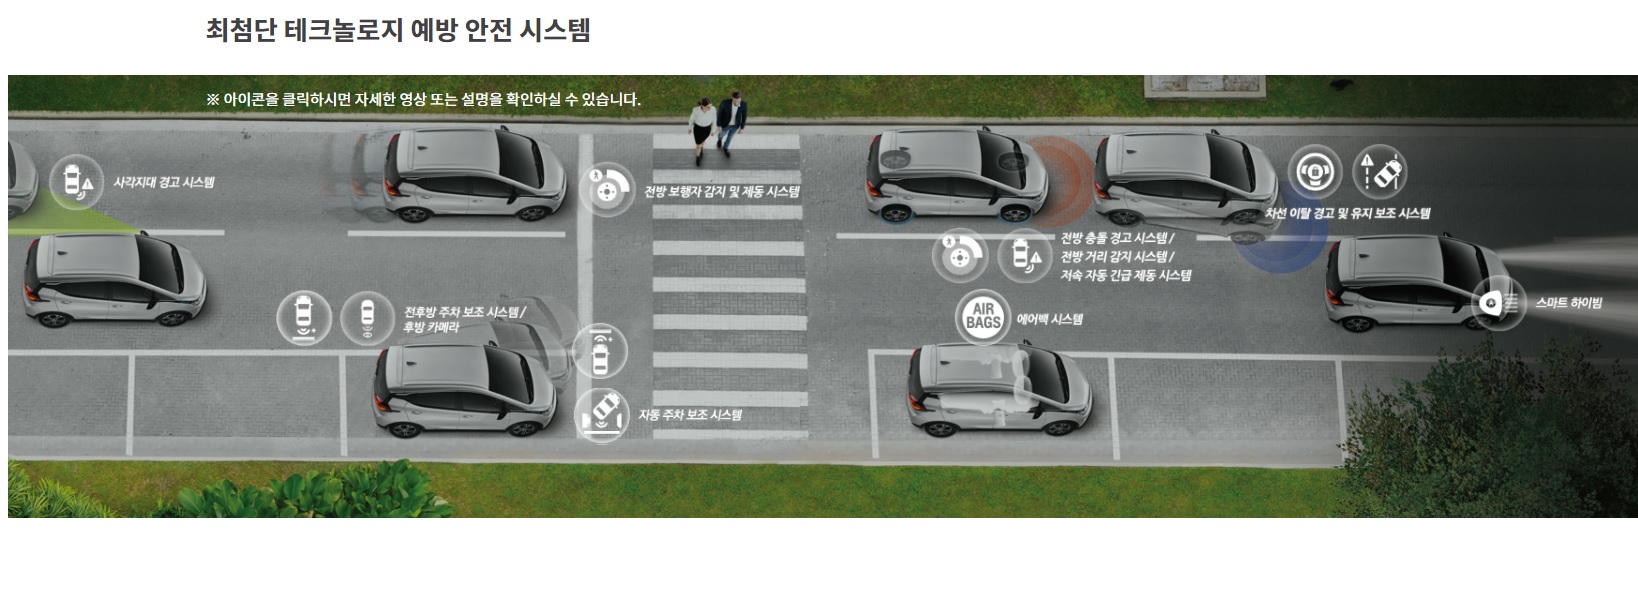 최첨단 테크놀로지 예방 안전 시스템
※ 아이콘을 클릭하시면 자세한 영상 또는 설명을 확인하실 수 있습니다.
사각지대 경고 시스템
전방 보행자 감지 및 제동 시스템
차선 이탈 경고 및 유지 보조 시스템
전방 충돌 경고 시스템 /
전방 거리 감지 시스템 /
저속 자동 긴급 제동 시스템
전후방 주차 보조 시스템 /
후방 카메라
AIR
BAGS
에어백 시스템
스마트 하이빔
자동 주차 보조 시스템